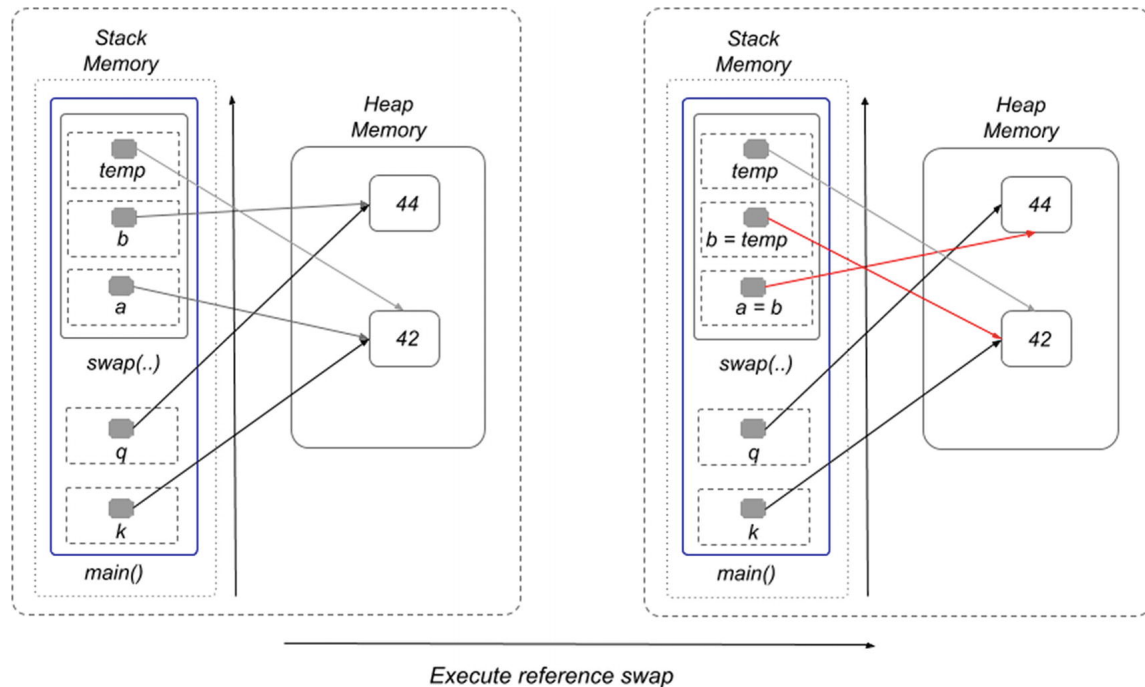 Stack
Memory
Heap
Memory
temp
44
b
a
42
swap(..)
q
k
main()
Stack
Memory
Heap
Memory
temp
44
b = temp
a = b
42
swap(..)
q
k
main()
Execute reference swap